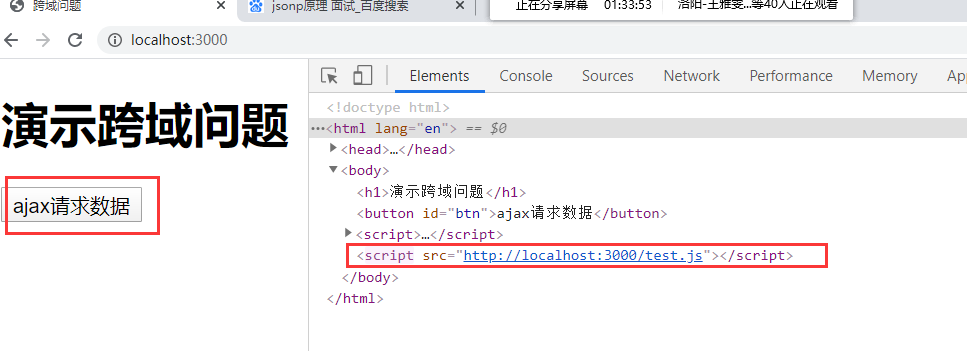 跨域问题
jsonp原理 面试_百度搜索
正在分享屏幕 01:33:53 洛阳-王雅雯...等40人正在观看
localhost:3000
演示跨域问题
ajax请求数据
Elements Console Sources Network Performance Memory Ap
<!doctype html>
<html lang="en"> == $0
<head>…</head>
<body>
<h1>演示跨域问题</h1>
<button id="btn">ajax请求数据</button>
<script>…</script>
<script src="http://localhost:3000/test.js"></script>
</body>
</html>